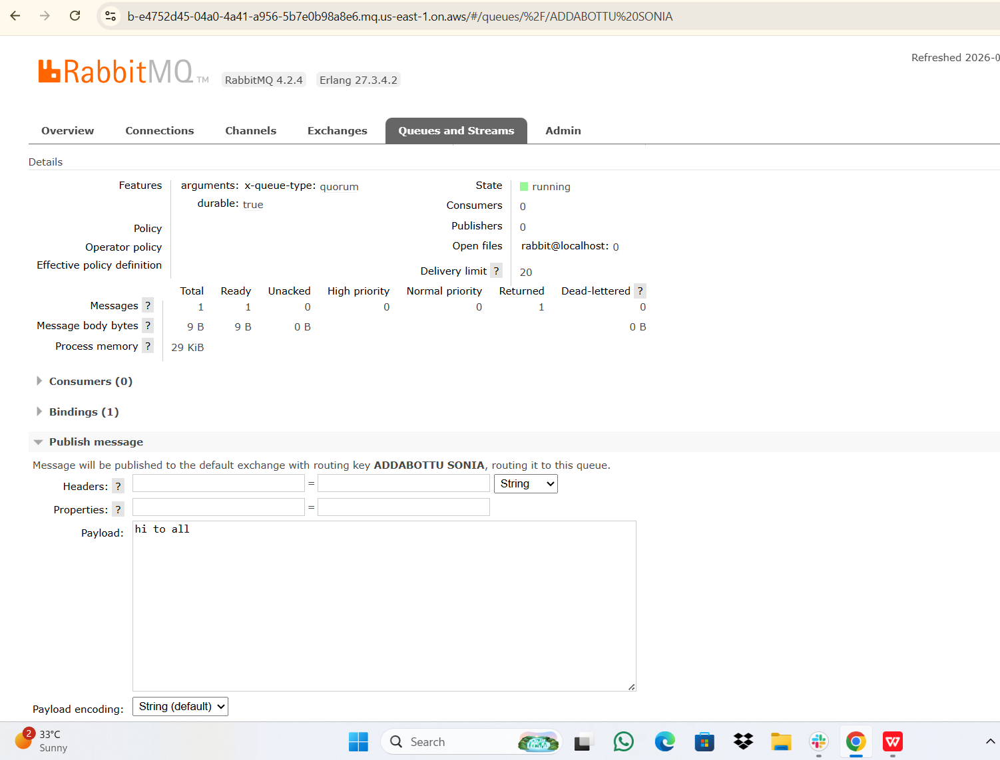 b-e4752d45-04a0-4a41-a956-5b7e0b98a8e6.mq.us-east-1.on.aws/#/queues/%2F/ADDABOTTU%20SONIA
Refreshed 2026-0
RabbitMQ TM RabbitMQ 4.2.4 Erlang 27.3.4.2
Overview Connections Channels Exchanges Queues and Streams Admin
Details
Features arguments: x-queue-type: quorum State running
durable: true Consumers 0
Policy Publishers 0
Operator policy Open files rabbit@localhost: 0
Effective policy definition Delivery limit ? 20
Total Ready Unacked High priority Normal priority Returned Dead-lettered ?
Messages ? 1 1 0 0 0 1 0
Message body bytes ? 9 B 9 B 0 B 0 B
Process memory ? 29 KiB
Consumers (0)
Bindings (1)
Publish message
Message will be published to the default exchange with routing key ADDABOTTU SONIA, routing it to this queue.
Headers: ? = String
Properties: ? =
Payload: hi to all
Payload encoding: String (default)
2 33°C
Sunny
Search